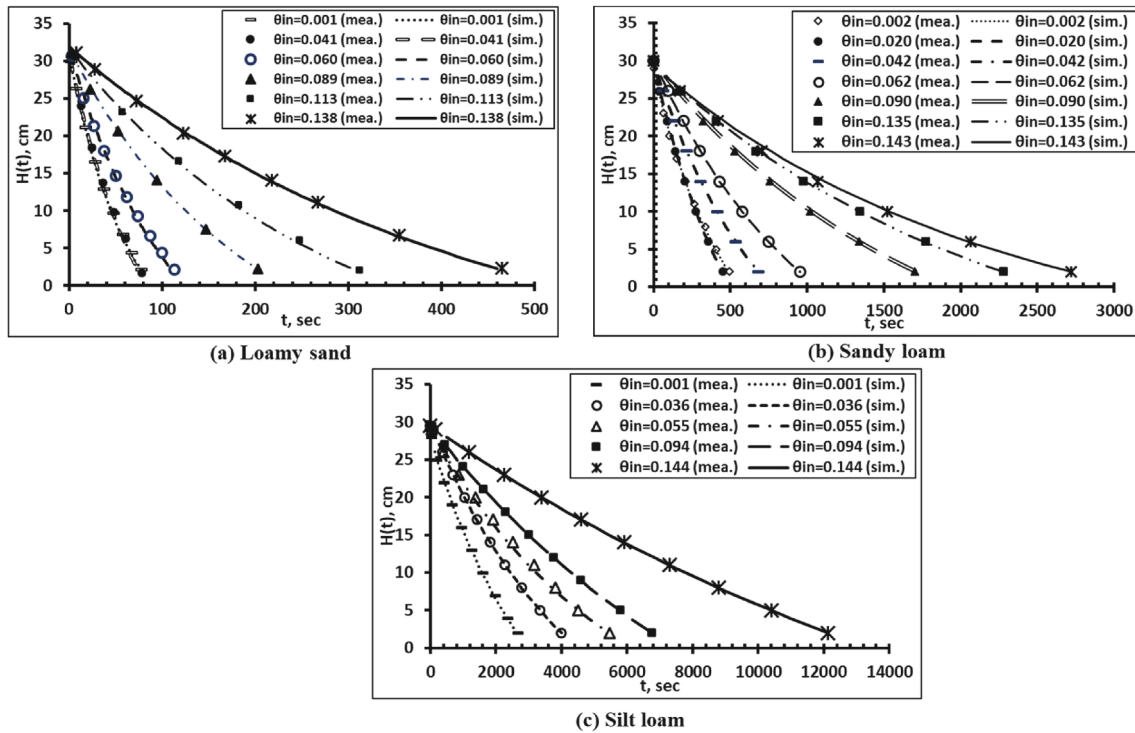 θin=0.001 (mea.) θin=0.001 (sim.)
θin=0.041 (mea.) θin=0.041 (sim.)
θin=0.060 (mea.) θin=0.060 (sim.)
θin=0.089 (mea.) θin=0.089 (sim.)
θin=0.113 (mea.) θin=0.113 (sim.)
θin=0.138 (mea.) θin=0.138 (sim.)
35
30
25
20
15
10
5
0
H(t), cm
0 100 200 300 400 500
t, sec
(a) Loamy sand
θin=0.002 (mea.) θin=0.002 (sim.)
θin=0.020 (mea.) θin=0.020 (sim.)
θin=0.042 (mea.) θin=0.042 (sim.)
θin=0.062 (mea.) θin=0.062 (sim.)
θin=0.090 (mea.) θin=0.090 (sim.)
θin=0.135 (mea.) θin=0.135 (sim.)
θin=0.143 (mea.) θin=0.143 (sim.)
35
30
25
20
15
10
5
0
H(t), cm
0 500 1000 1500 2000 2500 3000
t, sec
(b) Sandy loam
θin=0.001 (mea.) θin=0.001 (sim.)
θin=0.036 (mea.) θin=0.036 (sim.)
θin=0.055 (mea.) θin=0.055 (sim.)
θin=0.094 (mea.) θin=0.094 (sim.)
θin=0.144 (mea.) θin=0.144 (sim.)
35
30
25
20
15
10
5
0
H(t), cm
0 2000 4000 6000 8000 10000 12000 14000
t, sec
(c) Silt loam